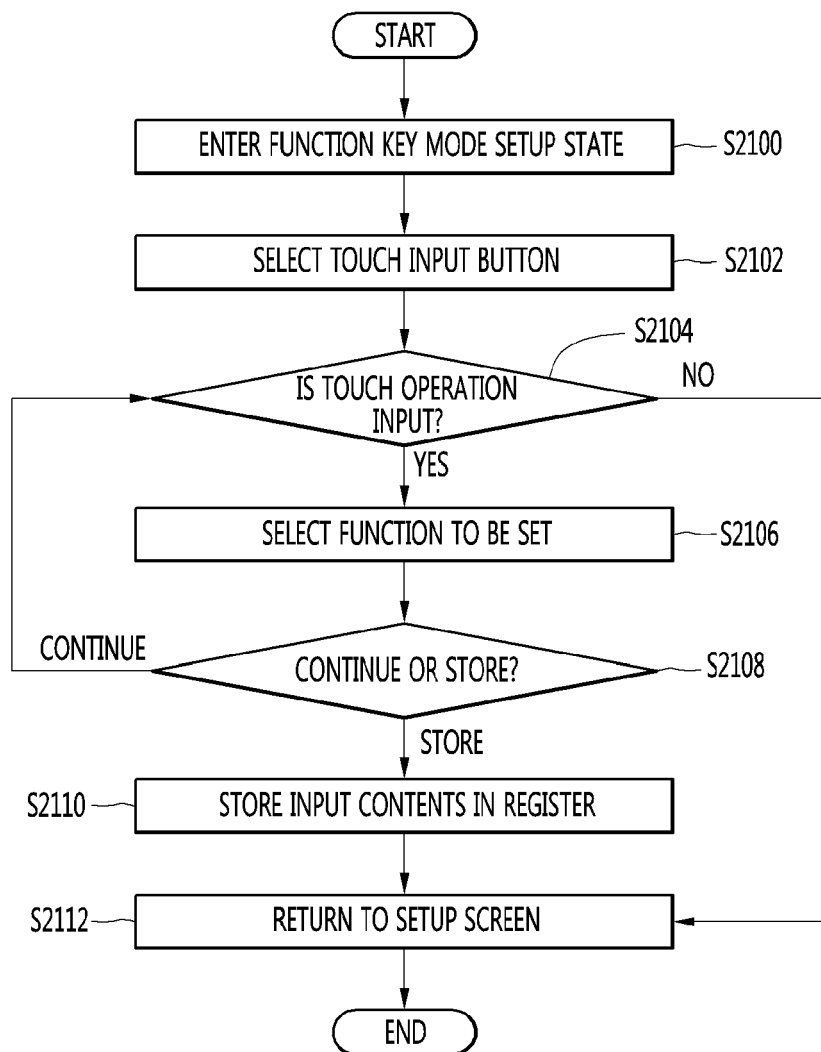 START
ENTER FUNCTION KEY MODE SETUP STATE
S2100
SELECT TOUCH INPUT BUTTON
S2102
S2104
IS TOUCH OPERATION
INPUT?
NO
YES
SELECT FUNCTION TO BE SET
S2106
CONTINUE
CONTINUE OR STORE?
S2108
STORE
S2110
STORE INPUT CONTENTS IN REGISTER
S2112
RETURN TO SETUP SCREEN
END